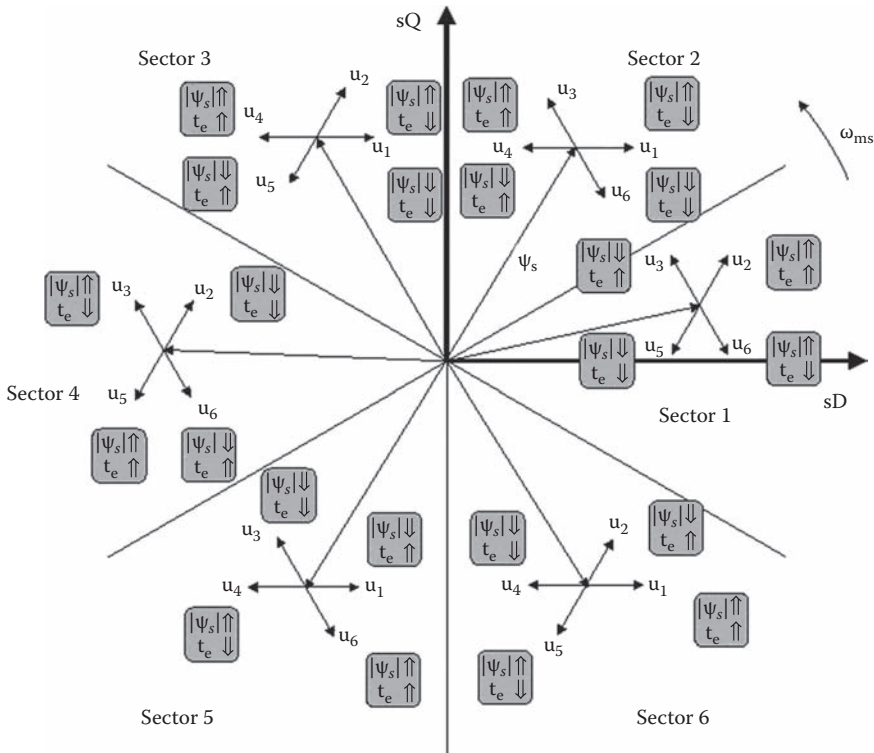 sQ
Sector 3
Sector 2
|ψs|⇑
te ⇑
u2
u4
u1
u5
|ψs|⇑
te ⇓
|ψs|⇓
te ⇑
|ψs|⇓
te ⇓
|ψs|⇑
te ⇑
u3
u4
u1
u6
|ψs|⇑
te ⇓
|ψs|⇓
te ⇑
|ψs|⇓
te ⇓
ωms
ψs
|ψs|⇓
te ⇑
u3
u2
u5
u6
|ψs|⇑
te ⇑
|ψs|⇓
te ⇓
|ψs|⇑
te ⇓
sD
Sector 1
|ψs|⇑
te ⇓
u3
u2
|ψs|⇓
te ⇓
Sector 4
u5
u6
|ψs|⇑
te ⇑
|ψs|⇓
te ⇑
|ψs|⇓
te ⇓
u3
|ψs|⇓
te ⇑
u4
u1
|ψs|⇑
te ⇓
u6
|ψs|⇑
te ⇑
Sector 5
|ψs|⇓
te ⇓
u2
|ψs|⇓
te ⇑
u4
u1
|ψs|⇑
te ⇑
u5
|ψs|⇑
te ⇓
Sector 6